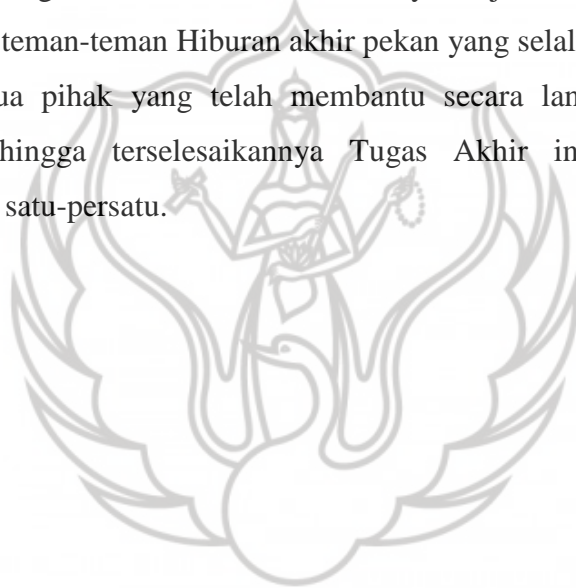 teman-teman Hiburan akhir pekan yang selal
ua pihak yang telah membantu secara lan
hingga terselesaikannya Tugas Akhir in
satu-persatu.